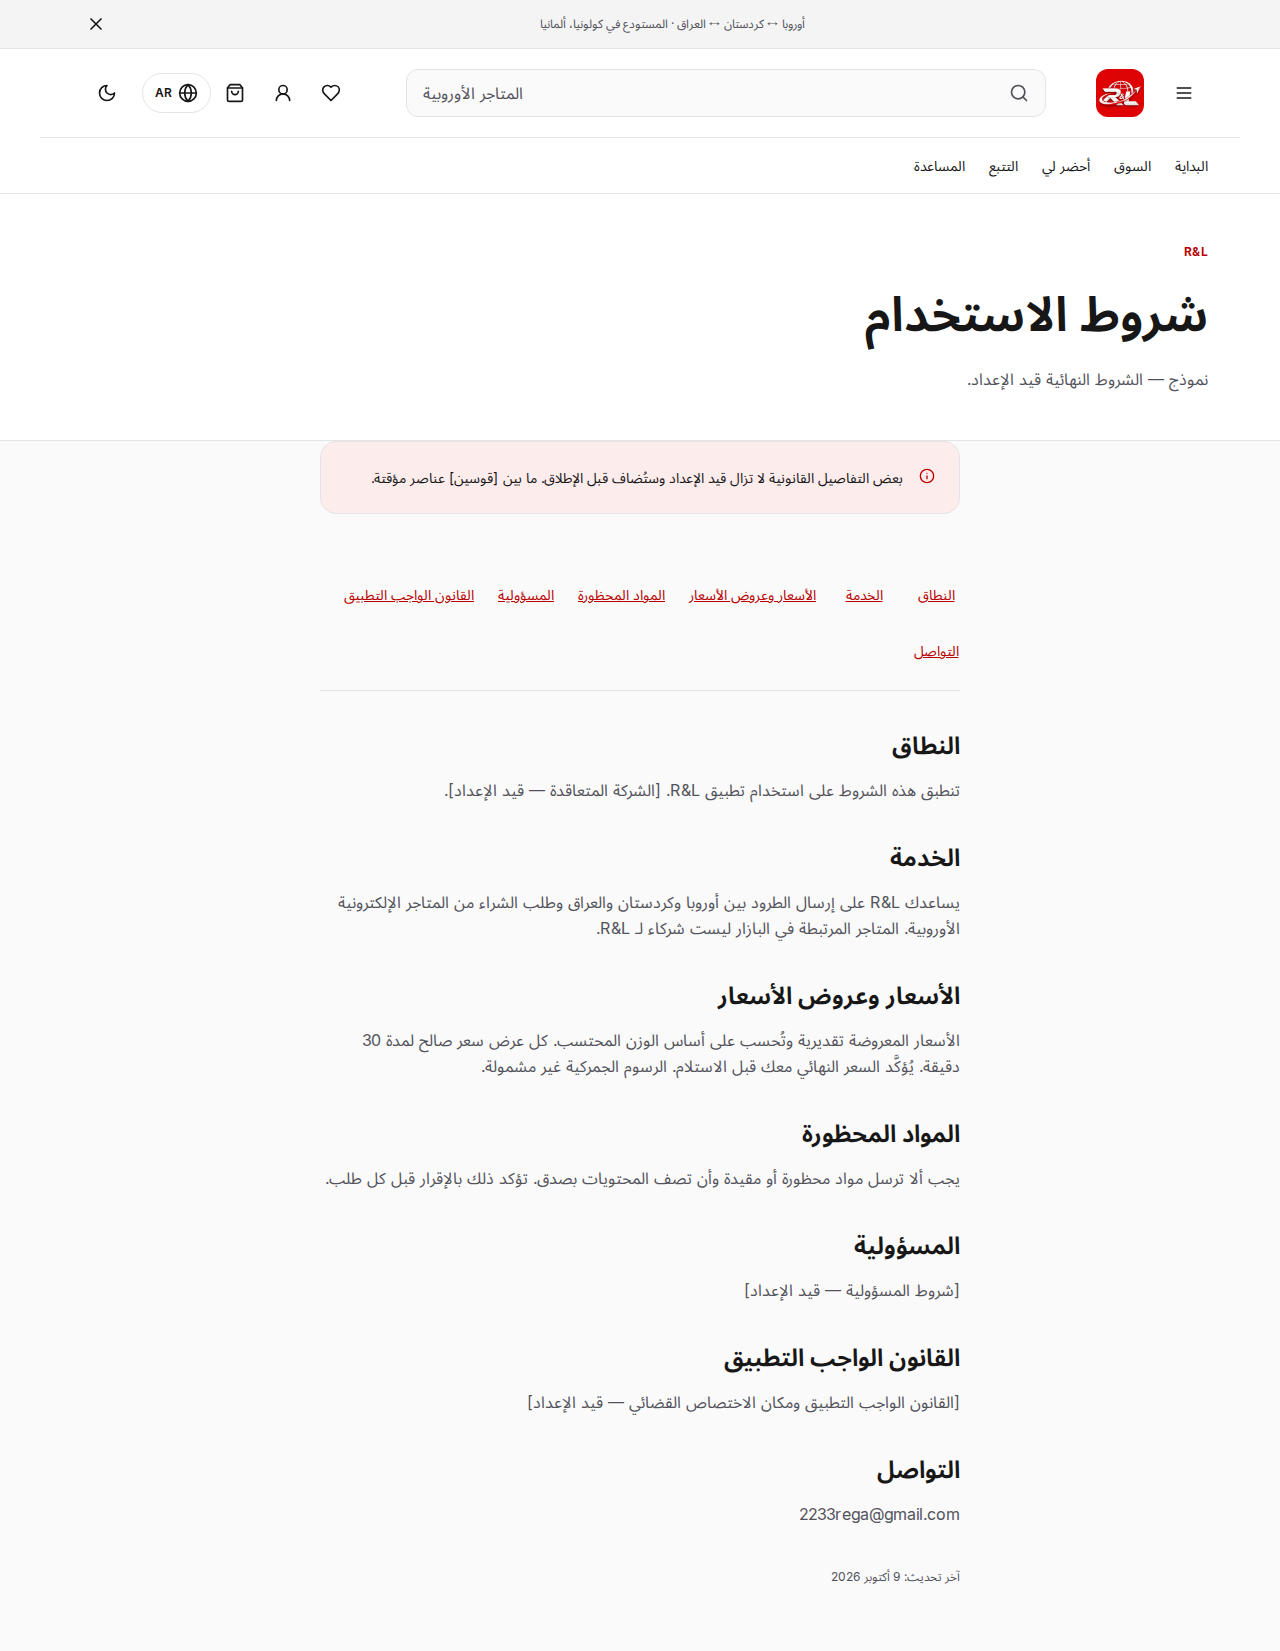 أوروبا ↔ كردستان ↔ العراق · المستودع في كولونيا، ألمانيا
R&L
المتاجر الأوروبية
AR
البداية السوق أحضر لي التتبع المساعدة
R&L
شروط الاستخدام
نموذج — الشروط النهائية قيد الإعداد.
بعض التفاصيل القانونية لا تزال قيد الإعداد وستُضاف قبل الإطلاق. ما بين [قوسين] عناصر مؤقتة.
النطاق الخدمة الأسعار وعروض الأسعار المواد المحظورة المسؤولية القانون الواجب التطبيق
التواصل
النطاق
تنطبق هذه الشروط على استخدام تطبيق R&L. [الشركة المتعاقدة — قيد الإعداد].
الخدمة
يساعدك R&L على إرسال الطرود بين أوروبا وكردستان والعراق وطلب الشراء من المتاجر الإلكترونية
الأوروبية. المتاجر المرتبطة في البازار ليست شركاء لـ R&L.
الأسعار وعروض الأسعار
الأسعار المعروضة تقديرية وتُحسب على أساس الوزن المحتسب. كل عرض سعر صالح لمدة 30
دقيقة. يُؤكَّد السعر النهائي معك قبل الاستلام. الرسوم الجمركية غير مشمولة.
المواد المحظورة
يجب ألا ترسل مواد محظورة أو مقيدة وأن تصف المحتويات بصدق. تؤكد ذلك بالإقرار قبل كل طلب.
المسؤولية
[شروط المسؤولية — قيد الإعداد]
القانون الواجب التطبيق
[القانون الواجب التطبيق ومكان الاختصاص القضائي — قيد الإعداد]
التواصل
2233rega@gmail.com
آخر تحديث: 9 أكتوبر 2026